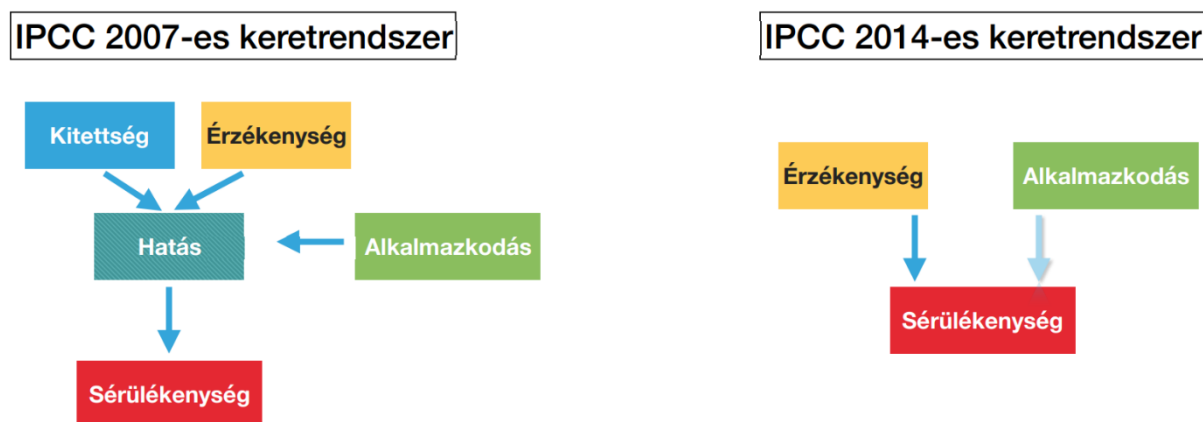 IPCC 2007-es keretrendszer
Kitettség
Érzékenység
Hatás
Alkalmazkodás
Sérülékenység
IPCC 2014-es keretrendszer
Érzékenység
Alkalmazkodás
Sérülékenység